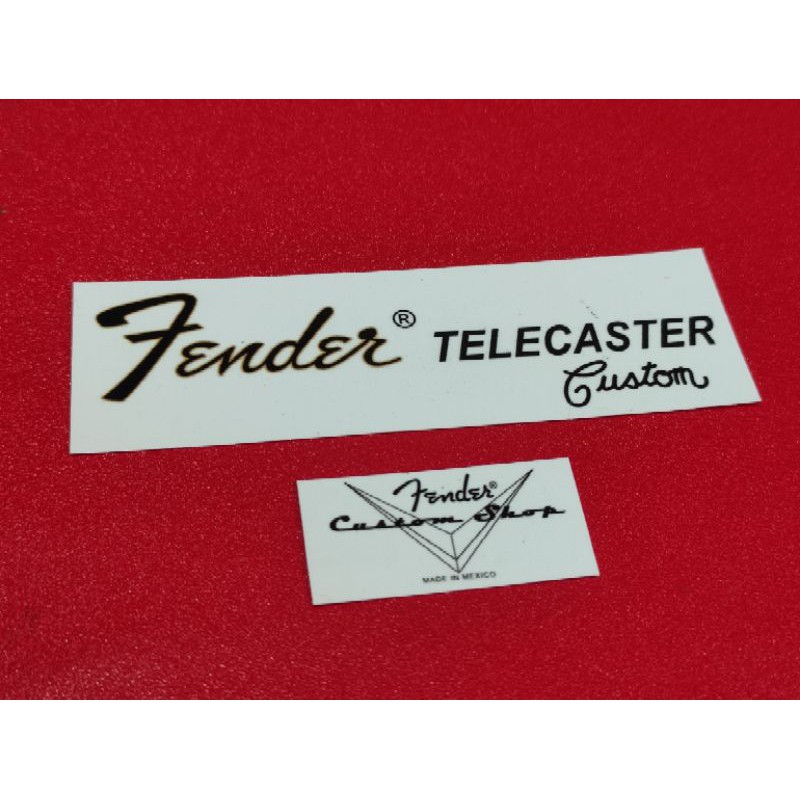 Fender® TELECASTER
Custom
Fender®
Custom Shop
MADE IN MEXICO